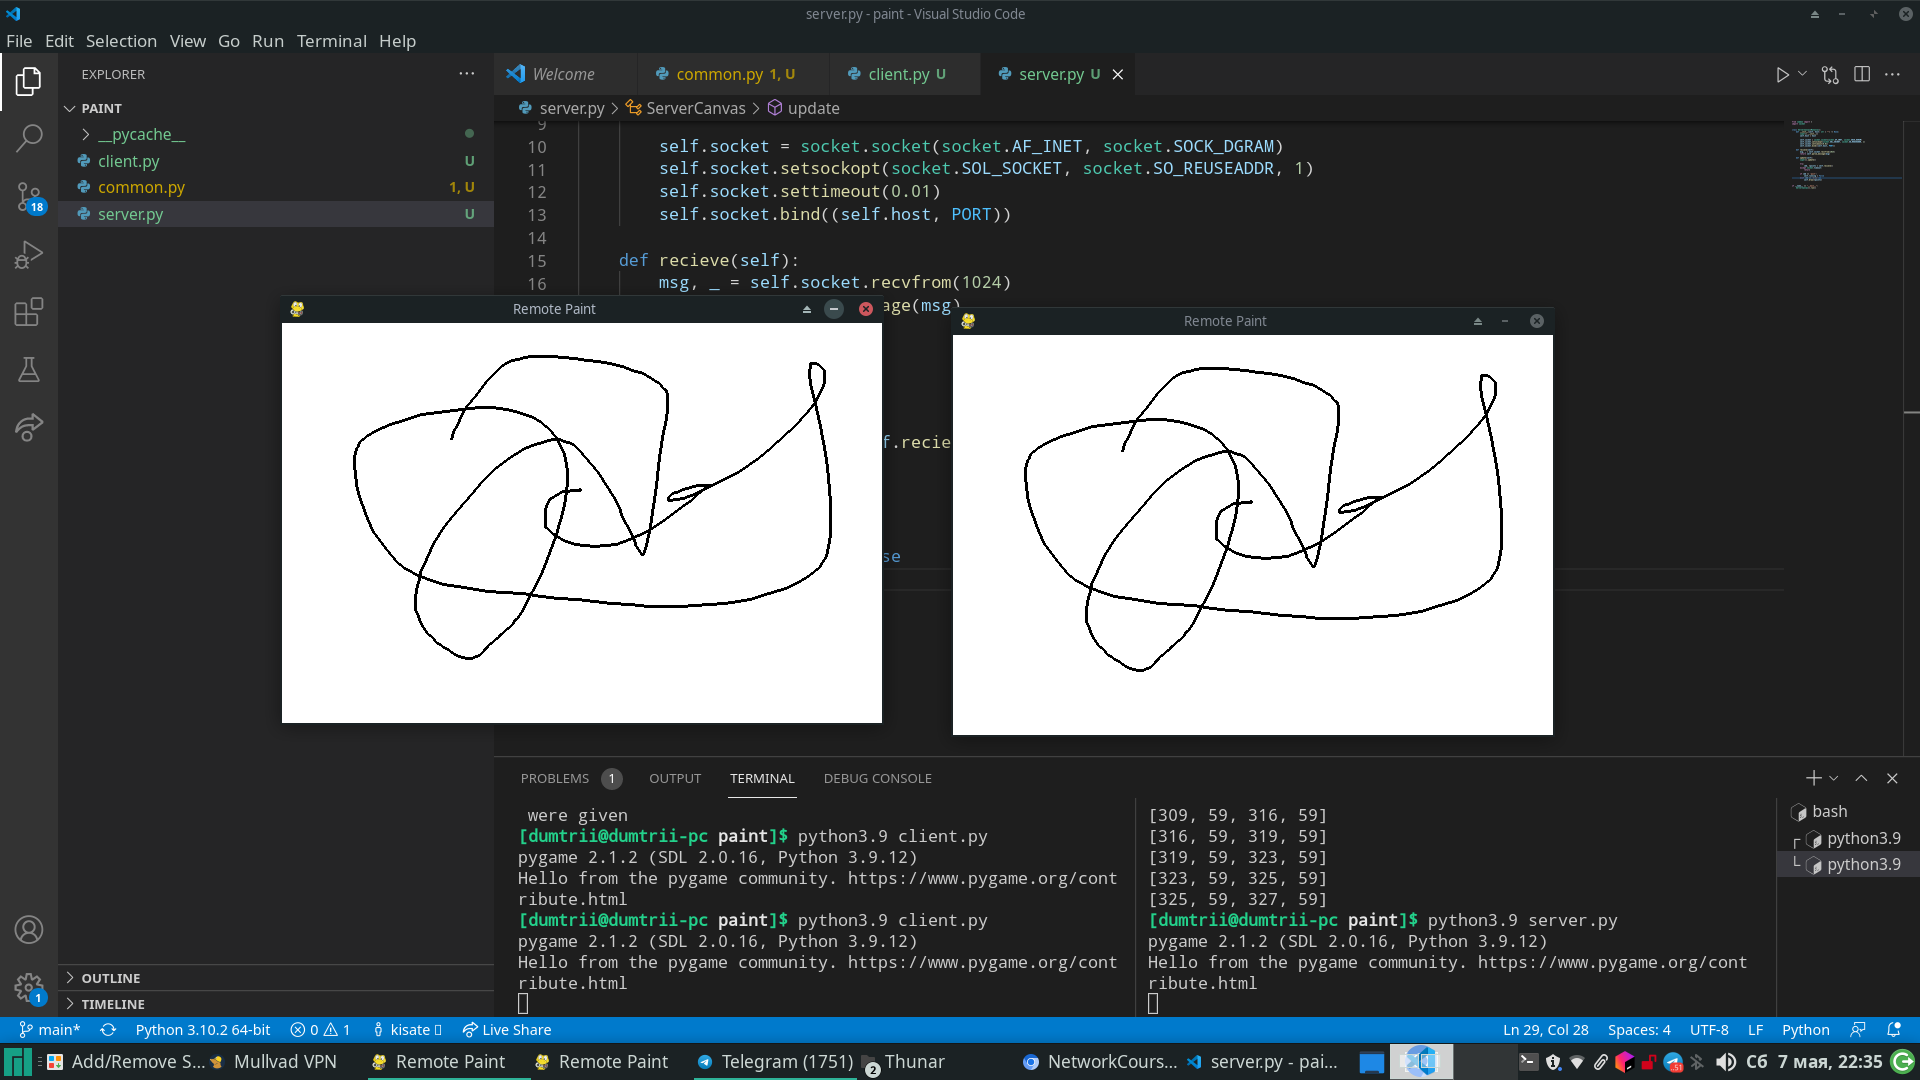 server.py - paint - Visual Studio Code
File Edit Selection View Go Run Terminal Help
EXPLORER
PAINT
__pycache__
client.py U
common.py 1, U
server.py U
OUTLINE
TIMELINE
18
1
Welcome common.py 1, U client.py U server.py U
server.py > ServerCanvas > update
9
10 self.socket = socket.socket(socket.AF_INET, socket.SOCK_DGRAM)
11 self.socket.setsockopt(socket.SOL_SOCKET, socket.SO_REUSEADDR, 1)
12 self.socket.settimeout(0.01)
13 self.socket.bind((self.host, PORT))
14
15 def recieve(self):
16 msg, _ = self.socket.recvfrom(1024)
age(msg)
f.recie
se
Remote Paint
Remote Paint
PROBLEMS 1 OUTPUT TERMINAL DEBUG CONSOLE
were given
[dumtrii@dumtrii-pc paint]$ python3.9 client.py
pygame 2.1.2 (SDL 2.0.16, Python 3.9.12)
Hello from the pygame community. https://www.pygame.org/cont
ribute.html
[dumtrii@dumtrii-pc paint]$ python3.9 client.py
pygame 2.1.2 (SDL 2.0.16, Python 3.9.12)
Hello from the pygame community. https://www.pygame.org/cont
ribute.html
[309, 59, 316, 59]
[316, 59, 319, 59]
[319, 59, 323, 59]
[323, 59, 325, 59]
[325, 59, 327, 59]
[dumtrii@dumtrii-pc paint]$ python3.9 server.py
pygame 2.1.2 (SDL 2.0.16, Python 3.9.12)
Hello from the pygame community. https://www.pygame.org/cont
ribute.html
bash
python3.9
python3.9
main* Python 3.10.2 64-bit 0 1 kisate Live Share Ln 29, Col 28 Spaces: 4 UTF-8 LF Python
Add/Remove S... Mullvad VPN Remote Paint Remote Paint Telegram (1751) 2 Thunar NetworkCours... server.py - pai... Сб 7 мая, 22:35